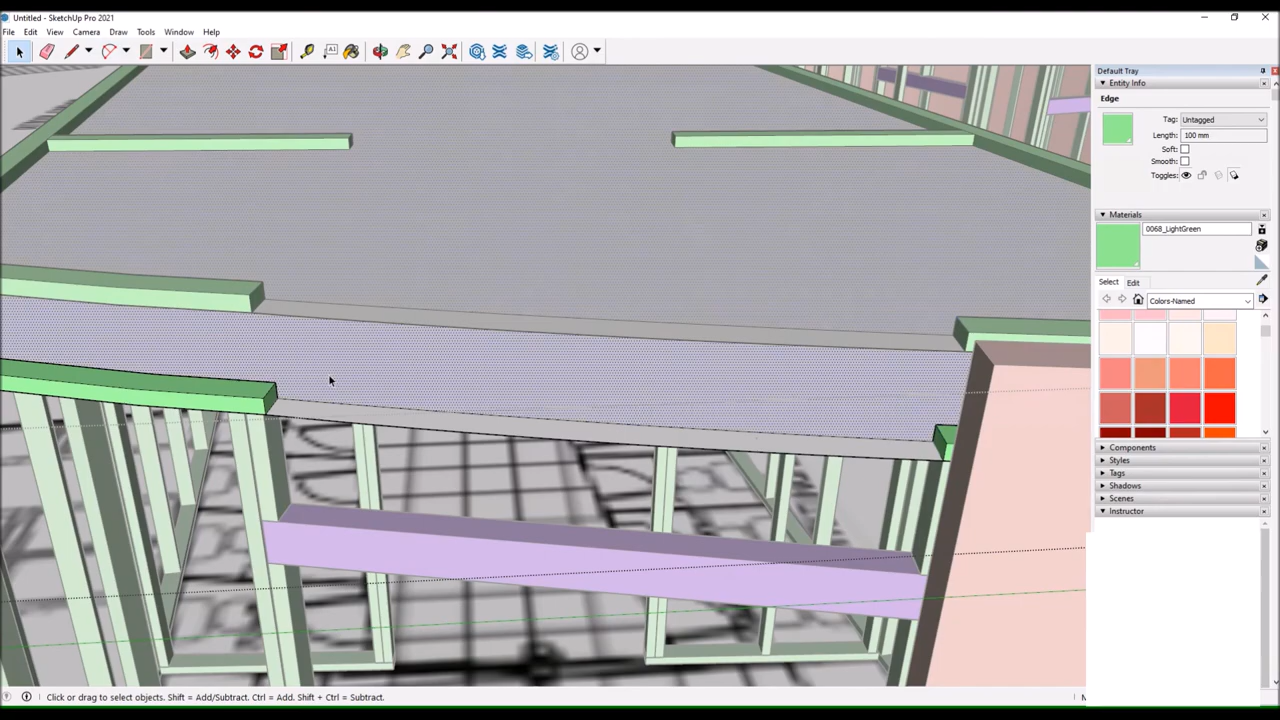 Untitled - SketchUp Pro 2021
File Edit View Camera Draw Tools Window Help
Default Tray
Entity Info
Edge
Tag: Untagged
Length: 100 mm
Soft:
Smooth:
Toggles:
Materials
0068_LightGreen
Select Edit
Colors-Named
Components
Styles
Tags
Shadows
Scenes
Instructor
Click or drag to select objects. Shift = Add/Subtract. Ctrl = Add. Shift + Ctrl = Subtract.